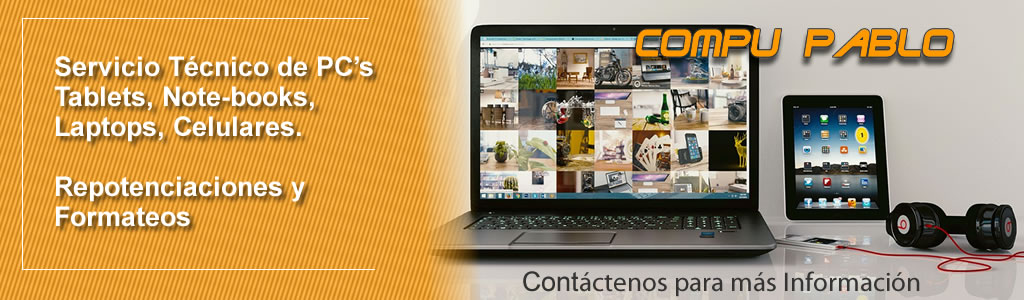 Servicio Técnico de PC’s
Tablets, Note-books,
Laptops, Celulares.
Repotenciaciones y
Formateos
COMPU PABLO
Contáctenos para más Información